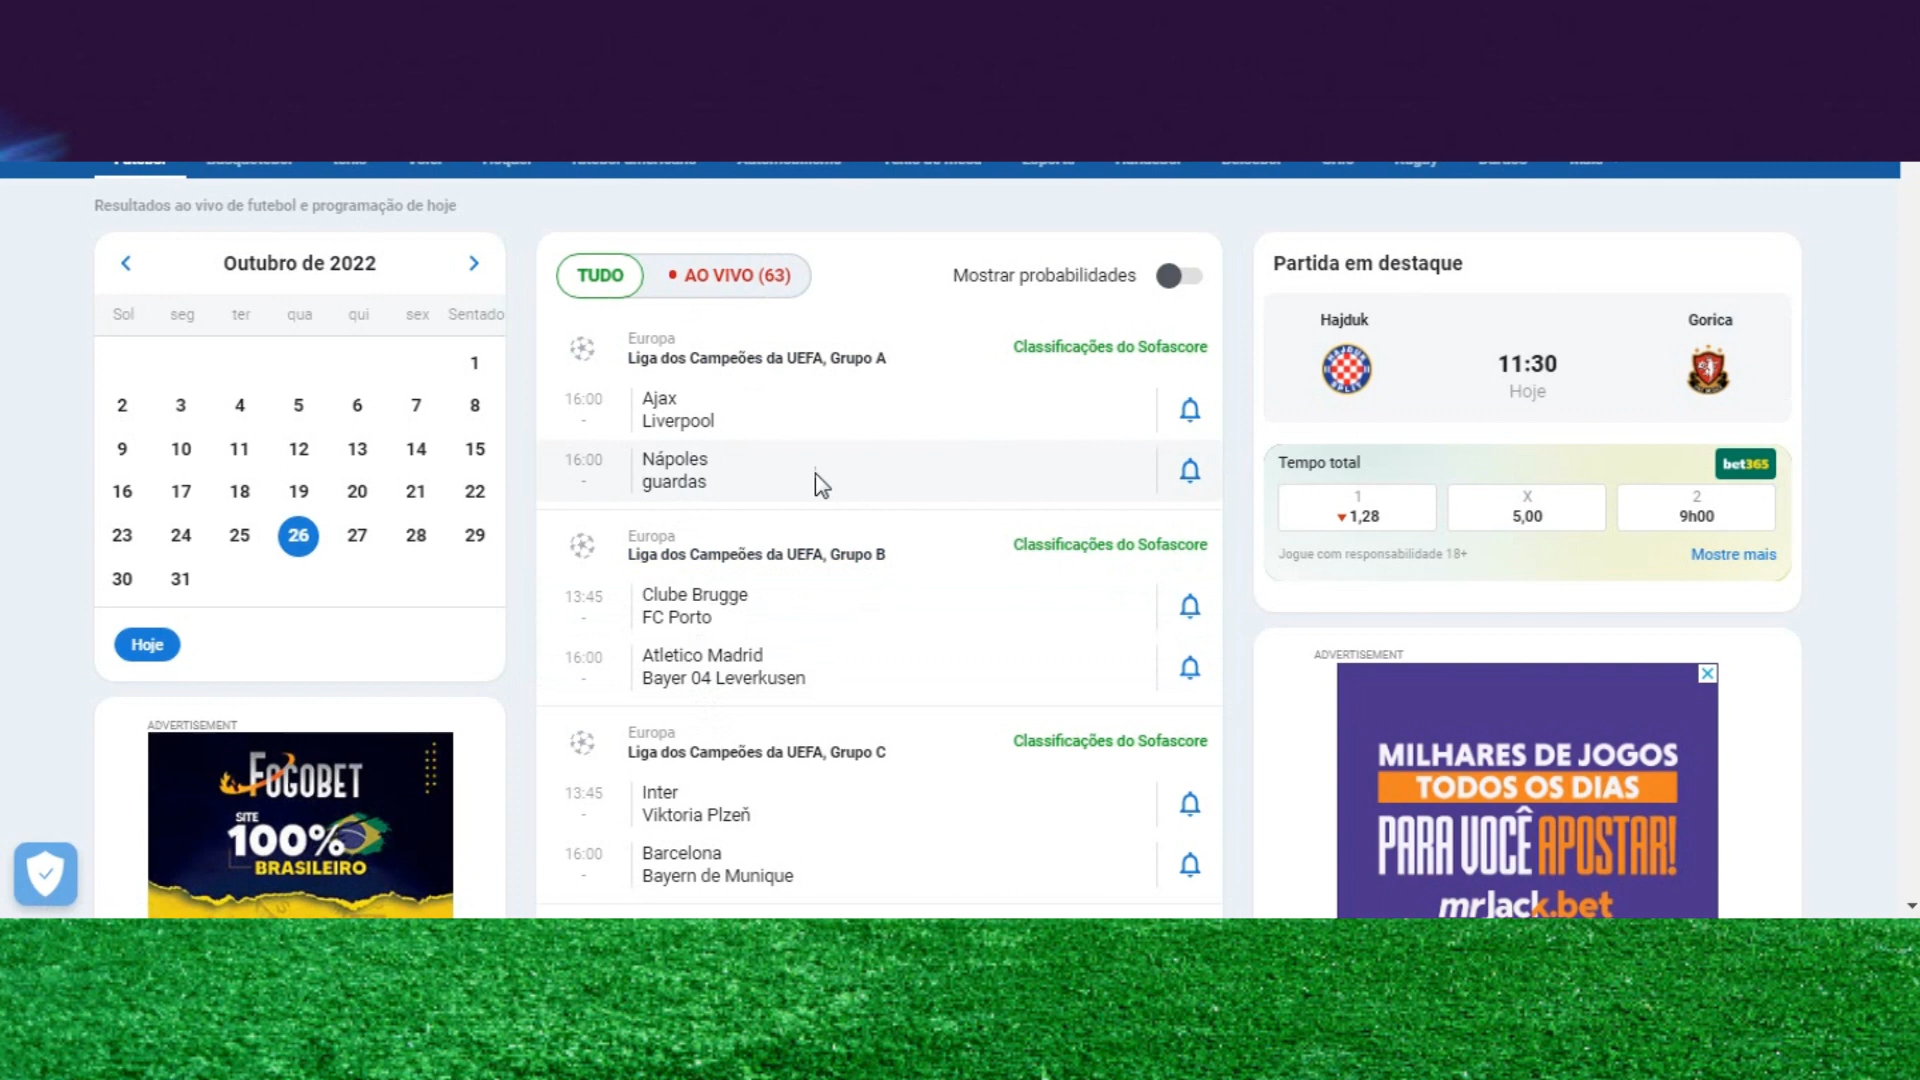 Resultados ao vivo de futebol e programação de hoje
Outubro de 2022
Sol seg ter qua qui sex Sentado
1
2 3 4 5 6 7 8
9 10 11 12 13 14 15
16 17 18 19 20 21 22
23 24 25 26 27 28 29
30 31
Hoje
ADVERTISEMENT
FOGOBET
SITE
100%
BRASILEIRO
TUDO
AO VIVO (63)
Mostrar probabilidades
Europa
Liga dos Campeões da UEFA, Grupo A
Classificações do Sofascore
16:00 Ajax
- Liverpool
16:00 Nápoles
- guardas
Europa
Liga dos Campeões da UEFA, Grupo B
Classificações do Sofascore
13:45 Clube Brugge
- FC Porto
16:00 Atletico Madrid
- Bayer 04 Leverkusen
Europa
Liga dos Campeões da UEFA, Grupo C
Classificações do Sofascore
13:45 Inter
- Viktoria Plzeň
16:00 Barcelona
- Bayern de Munique
Partida em destaque
Hajduk Gorica
11:30
Hoje
Tempo total
bet365
1 X 2
1,28 5,00 9h00
Jogue com responsabilidade 18+
Mostre mais
ADVERTISEMENT
MILHARES DE JOGOS
TODOS OS DIAS
PARA VOCÊ APOSTAR!
mrJack.bet